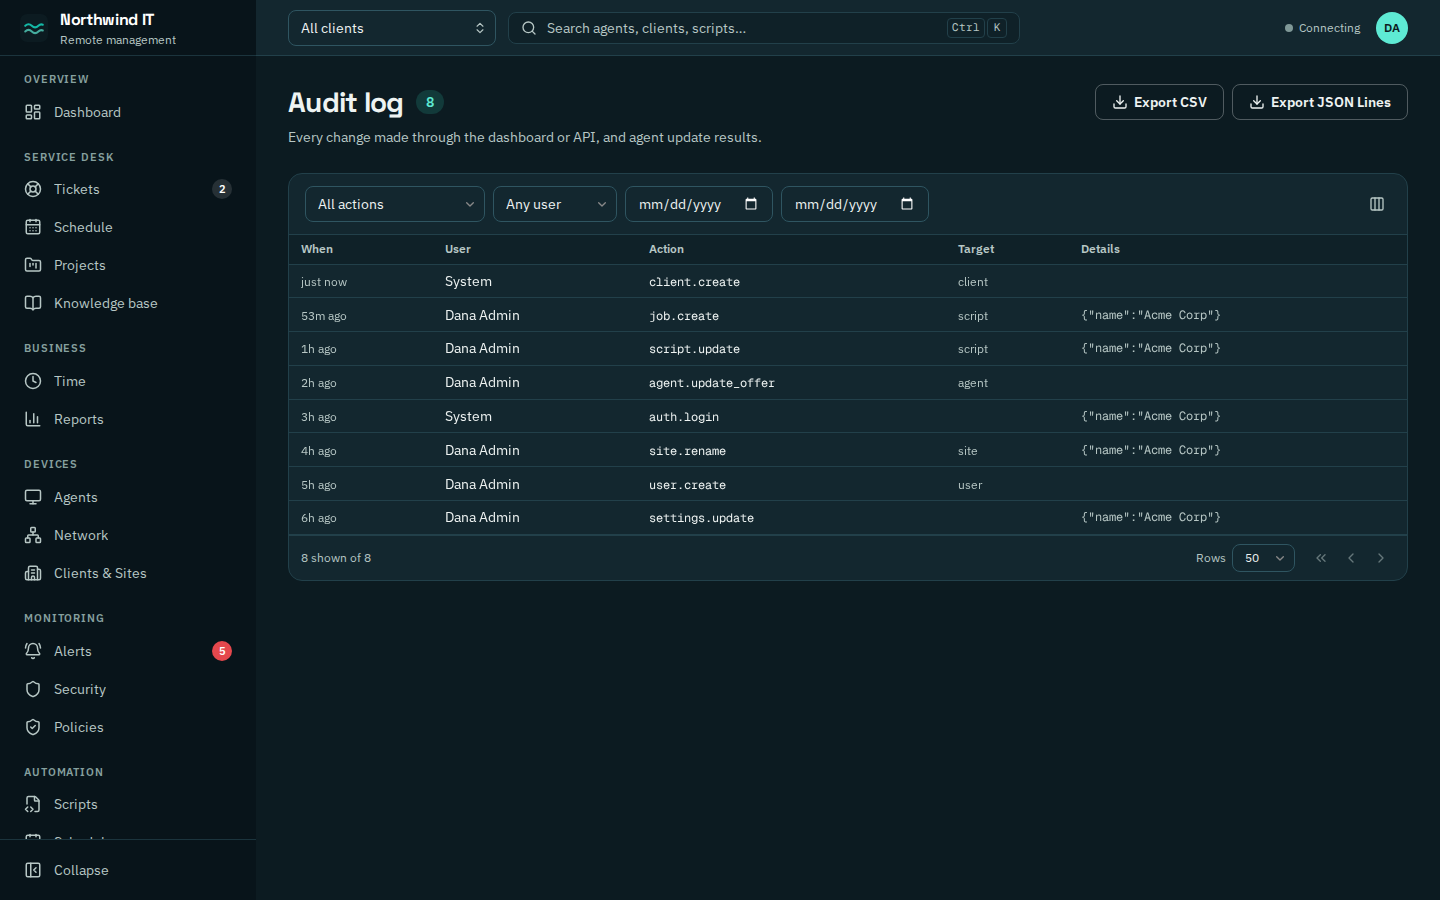 Northwind IT
Remote management
All clients
Search agents, clients, scripts...
Ctrl K
Connecting
DA
OVERVIEW
Dashboard
SERVICE DESK
Tickets 2
Schedule
Projects
Knowledge base
BUSINESS
Time
Reports
DEVICES
Agents
Network
Clients & Sites
MONITORING
Alerts 5
Security
Policies
AUTOMATION
Scripts
Collapse
Audit log 8
Every change made through the dashboard or API, and agent update results.
Export CSV
Export JSON Lines
All actions
Any user
mm/dd/yyyy
mm/dd/yyyy
When User Action Target Details
just now System client.create client
53m ago Dana Admin job.create script {"name":"Acme Corp"}
1h ago Dana Admin script.update script {"name":"Acme Corp"}
2h ago Dana Admin agent.update_offer agent
3h ago System auth.login {"name":"Acme Corp"}
4h ago Dana Admin site.rename site {"name":"Acme Corp"}
5h ago Dana Admin user.create user
6h ago Dana Admin settings.update {"name":"Acme Corp"}
8 shown of 8
Rows 50